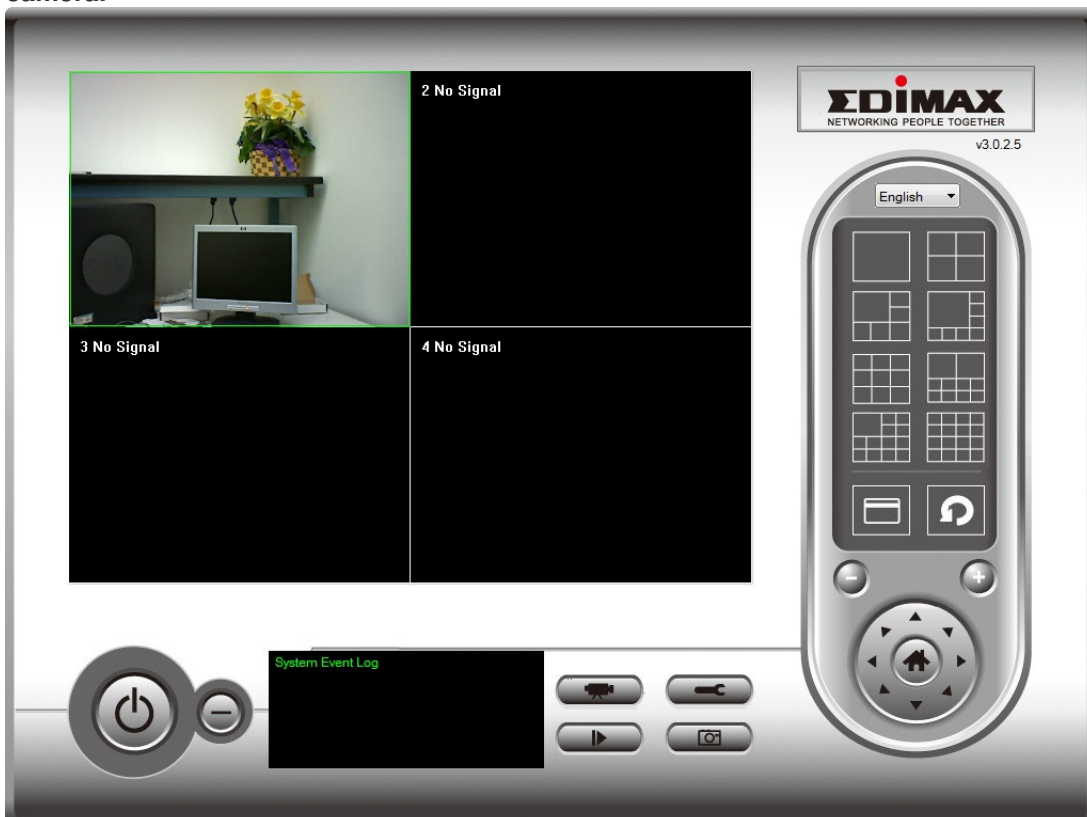 camera.
2 No Signal
EDIMAX
NETWORKING PEOPLE TOGETHER
v3.0.2.5
English
3 No Signal
4 No Signal
System Event Log